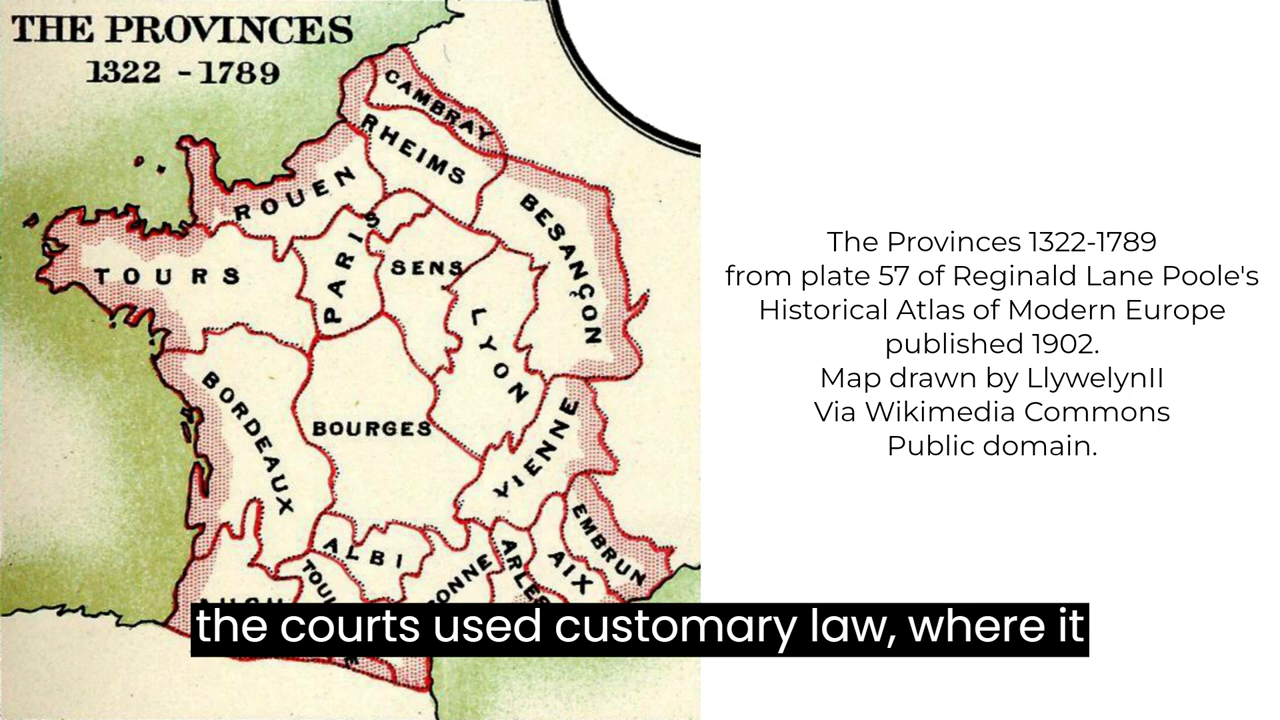 THE PROVINCES
1322 - 1789
CAMBRAY
RHEIMS
ROUEN
BESANÇON
PARIS
TOURS
SENS
LYON
BORDEAUX
BOURGES
VIENNE
EMBRUN
ALBI
ARLES
AIX
The Provinces 1322-1789
from plate 57 of Reginald Lane Poole's
Historical Atlas of Modern Europe
published 1902.
Map drawn by LlywelynII
Via Wikimedia Commons
Public domain.
the courts used customary law, where it